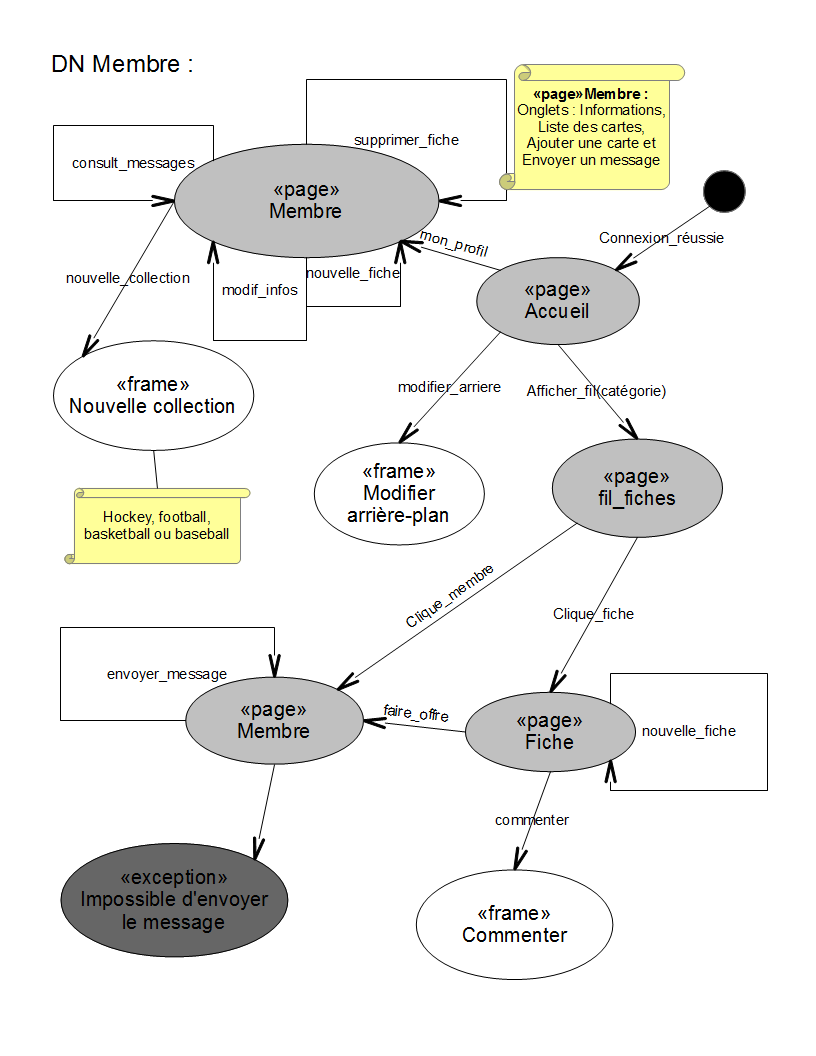 DN Membre :
«page»Membre :
Onglets : Informations,
Liste des cartes,
Ajouter une carte et
Envoyer un message
supprimer_fiche
consult_messages
«page»
Membre
Connexion_réussie
mon_profil
nouvelle_collection
nouvelle_fiche
modif_infos
«page»
Accueil
«frame»
Nouvelle collection
modifier_arriere
Afficher_fil(catégorie)
«frame»
Modifier
arrière-plan
«page»
fil_fiches
Hockey, football,
basketball ou baseball
Clique_membre
Clique_fiche
envoyer_message
«page»
Membre
faire_offre
«page»
Fiche
nouvelle_fiche
commenter
«exception»
Impossible d'envoyer
le message
«frame»
Commenter